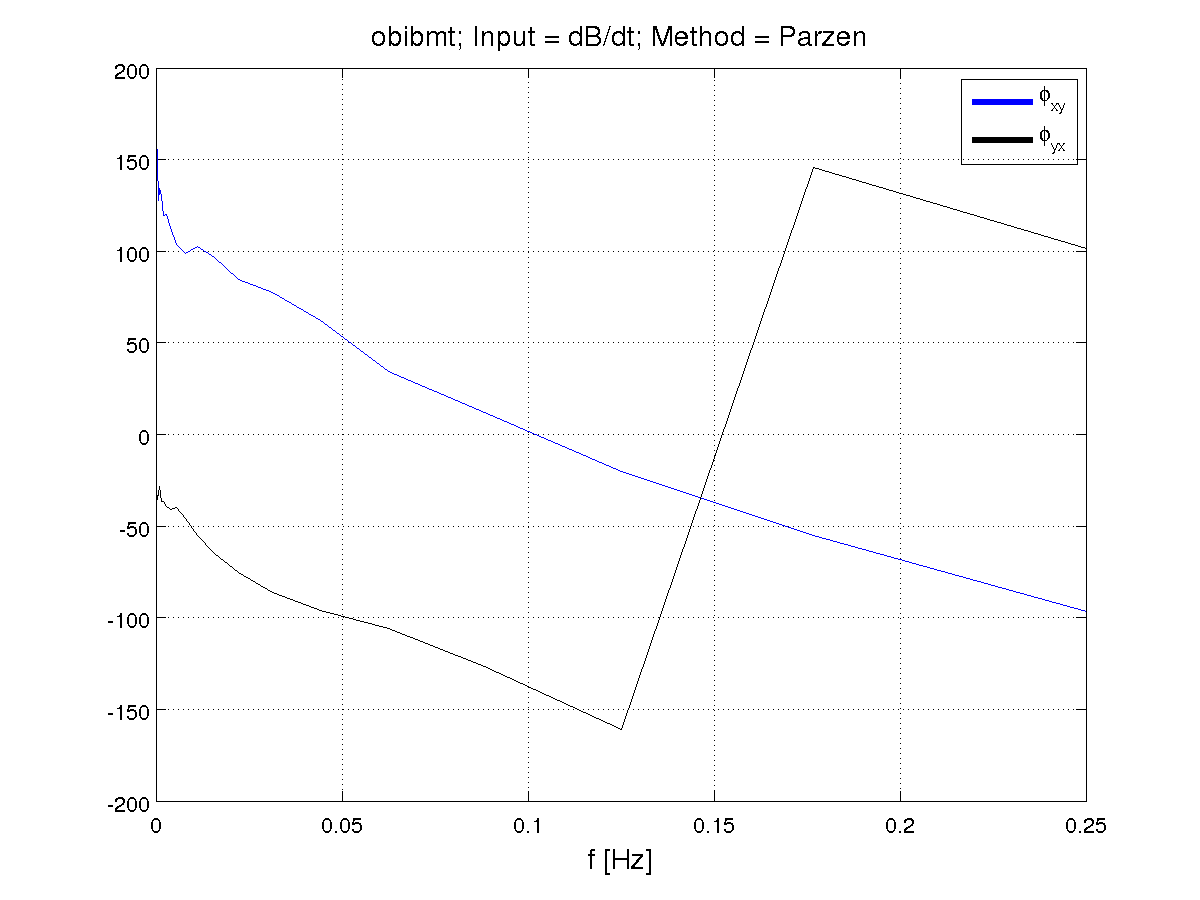 obibmt; Input = dB/dt; Method = Parzen
200
150
100
50
0
-50
-100
-150
-200
ϕxy
ϕyx
0 0.05 0.1 0.15 0.2 0.25
f [Hz]